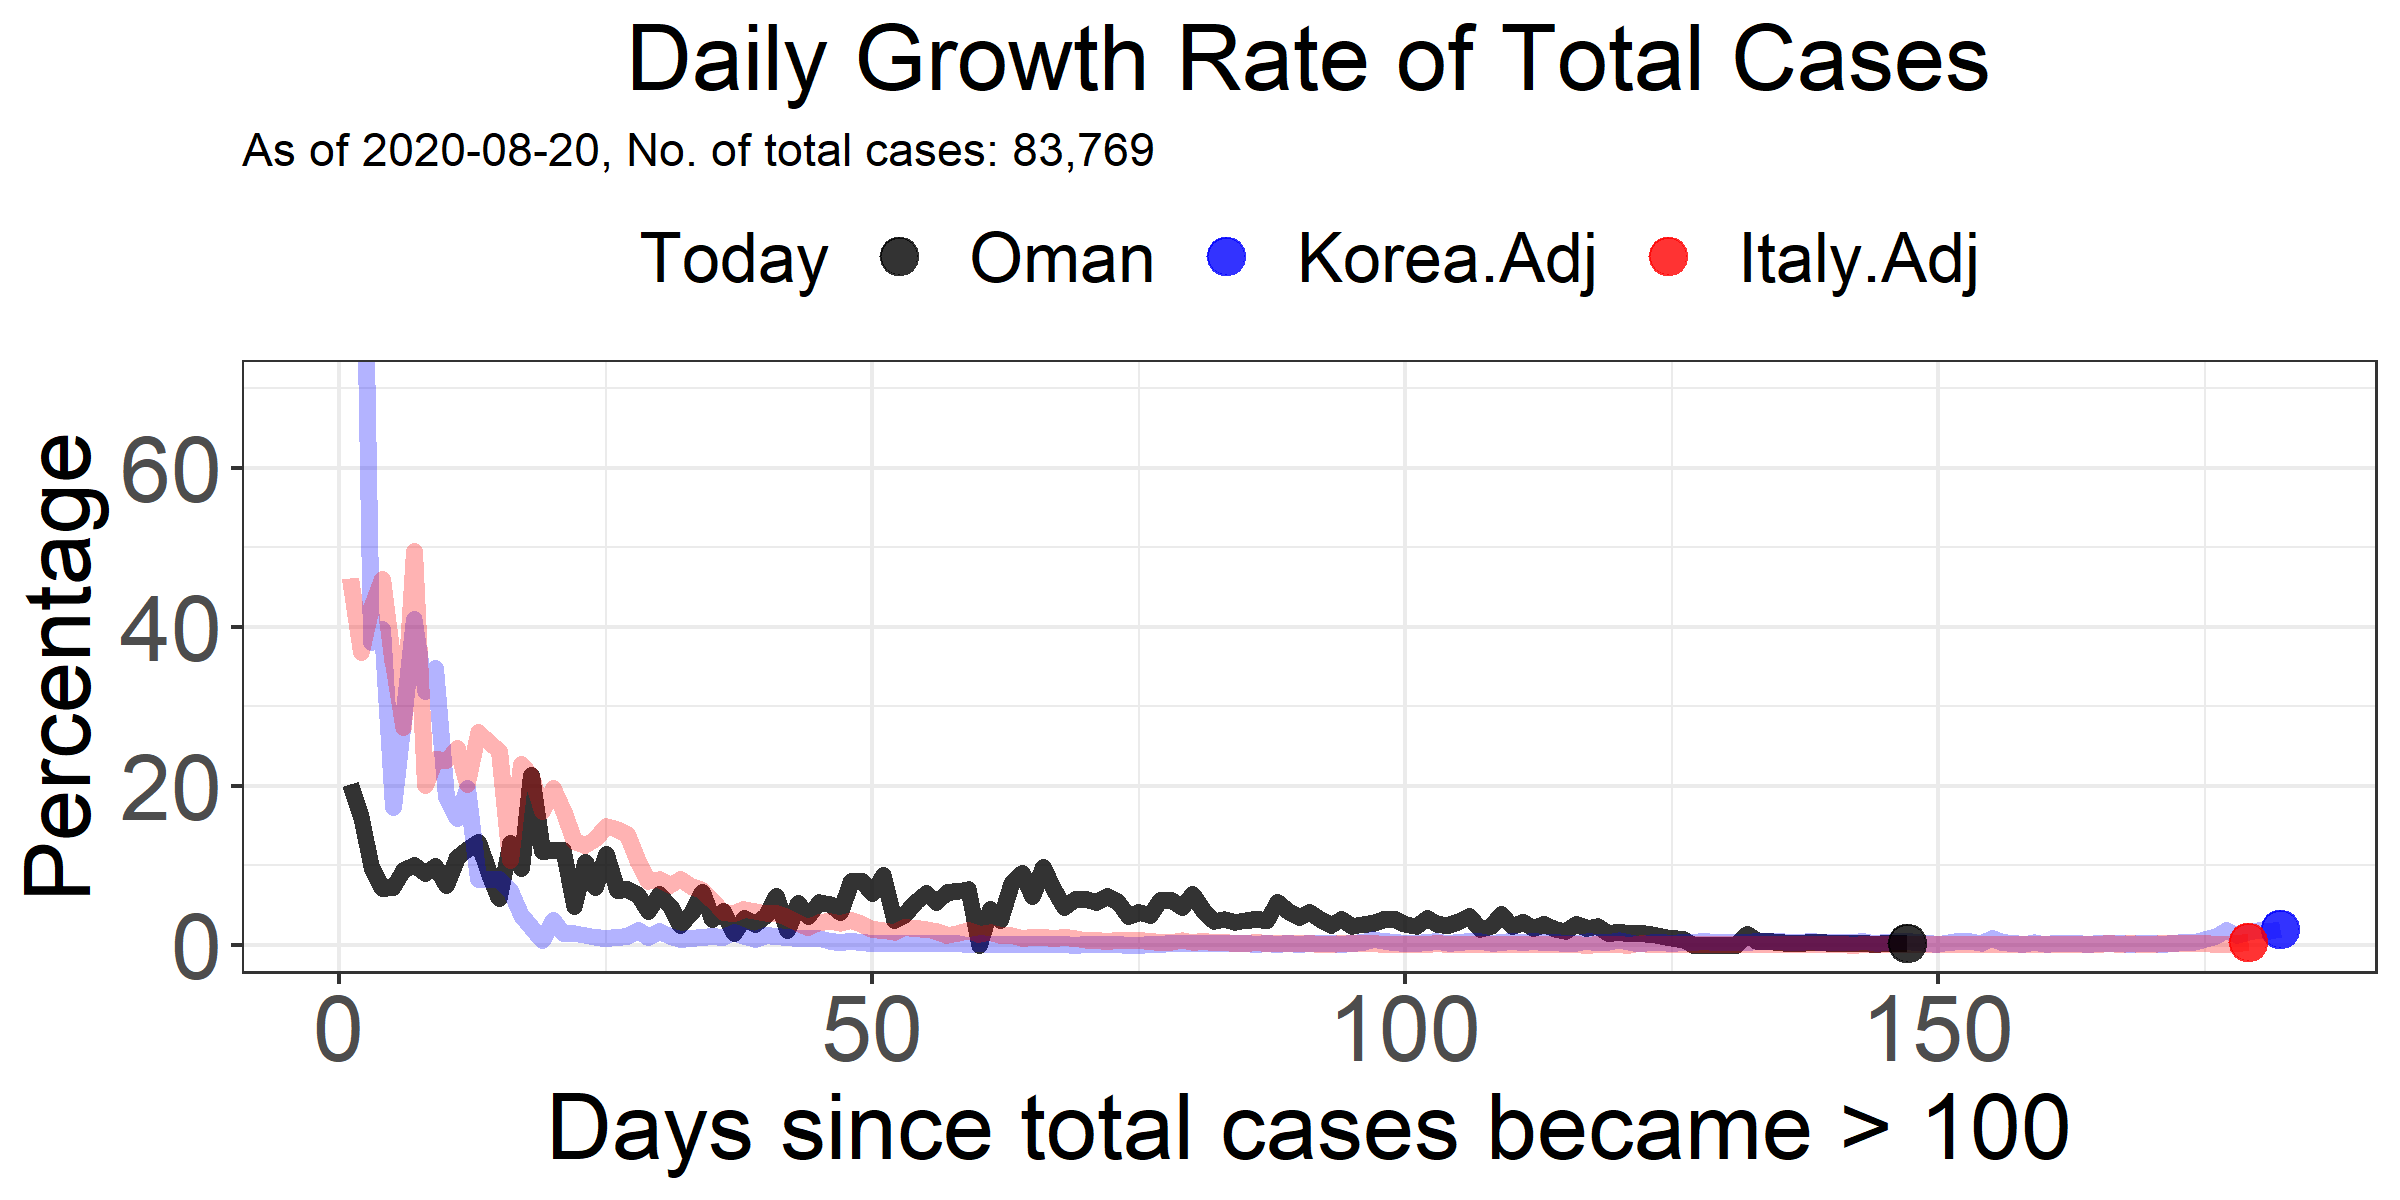 Daily Growth Rate of Total Cases
As of 2020-08-20, No. of total cases: 83,769
Today Oman Korea.Adj Italy.Adj
Percentage
60
40
20
0
0 50 100 150
Days since total cases became > 100